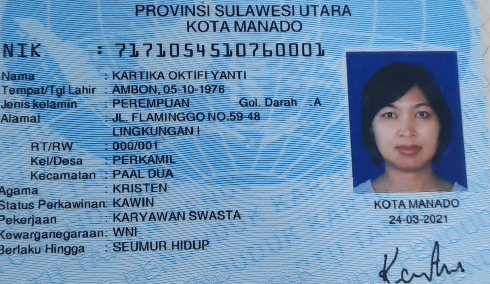 PROVINSI SULAWESI UTARA
KOTA MANADO
NIK : 7171054510760001
Nama : KARTIKA OKTIFI YANTI
Tempat/Tgl Lahir : AMBON, 05-10-1976
Jenis kelamin : PEREMPUAN Gol. Darah : A
Alamat : JL. FLAMINGGO NO.59-48
LINGKUNGAN I
RT/RW : 000/001
Kel/Desa : PERKAMIL
Kecamatan : PAAL DUA
Agama : KRISTEN
Status Perkawinan: KAWIN
Pekerjaan : KARYAWAN SWASTA
Kewarganegaraan: WNI
Berlaku Hingga : SEUMUR HIDUP
KOTA MANADO
24-03-2021